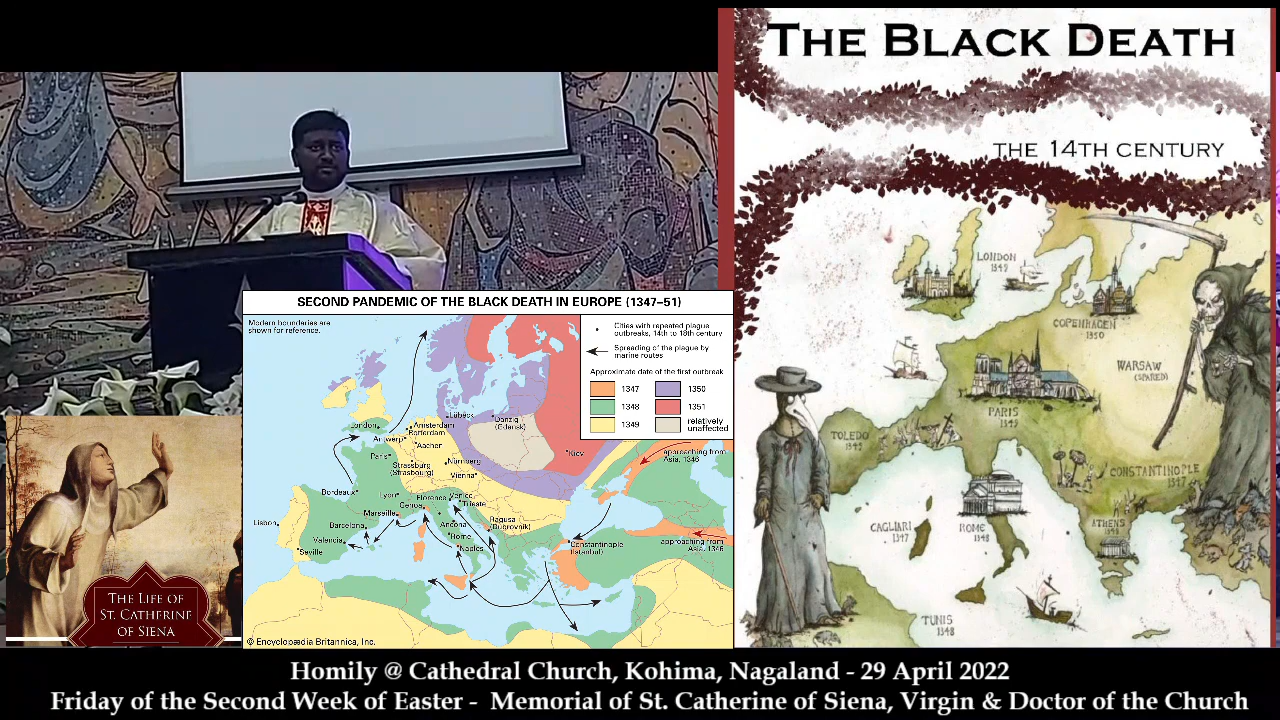 THE BLACK DEATH
THE 14TH CENTURY
LONDON
1349
COPENHAGEN
1350
WARSAW
(SPARED)
PARIS
TOLEDO
CONSTANTINOPLE
1347
CAGLIARI
1347
ROME
1348
ATHENS
TUNIS
1348
SECOND PANDEMIC OF THE BLACK DEATH IN EUROPE (1347–51)
Modern boundaries are
shown for reference.
Cities with repeated plague
outbreaks, 14th to 18th century
Spreading of the plague by
marine routes
Approximate date of the first outbreak
1347
1350
1348
1351
1349
relatively
unaffected
Lübeck
Danzig
(Gdansk)
London
Amsterdam
Rotterdam
Antwerp
Aachen
Paris
Kiev
Nürnberg
Strassburg
(Strasbourg)
Vienna
approaching from
Asia, 1346
Bordeaux
Lyon
Venice
Trieste
Florence
Genoa
Marseille
Lisbon
Barcelona
Ancona
Ragusa
(Dubrovnik)
Rome
Valencia
Naples
Constantinople
(Istanbul)
approaching from
Asia, 1346
Seville
© Encyclopædia Britannica, Inc.
THE LIFE OF
ST. CATHERINE
OF SIENA
Homily @ Cathedral Church, Kohima, Nagaland - 29 April 2022
Friday of the Second Week of Easter - Memorial of St. Catherine of Siena, Virgin & Doctor of the Church